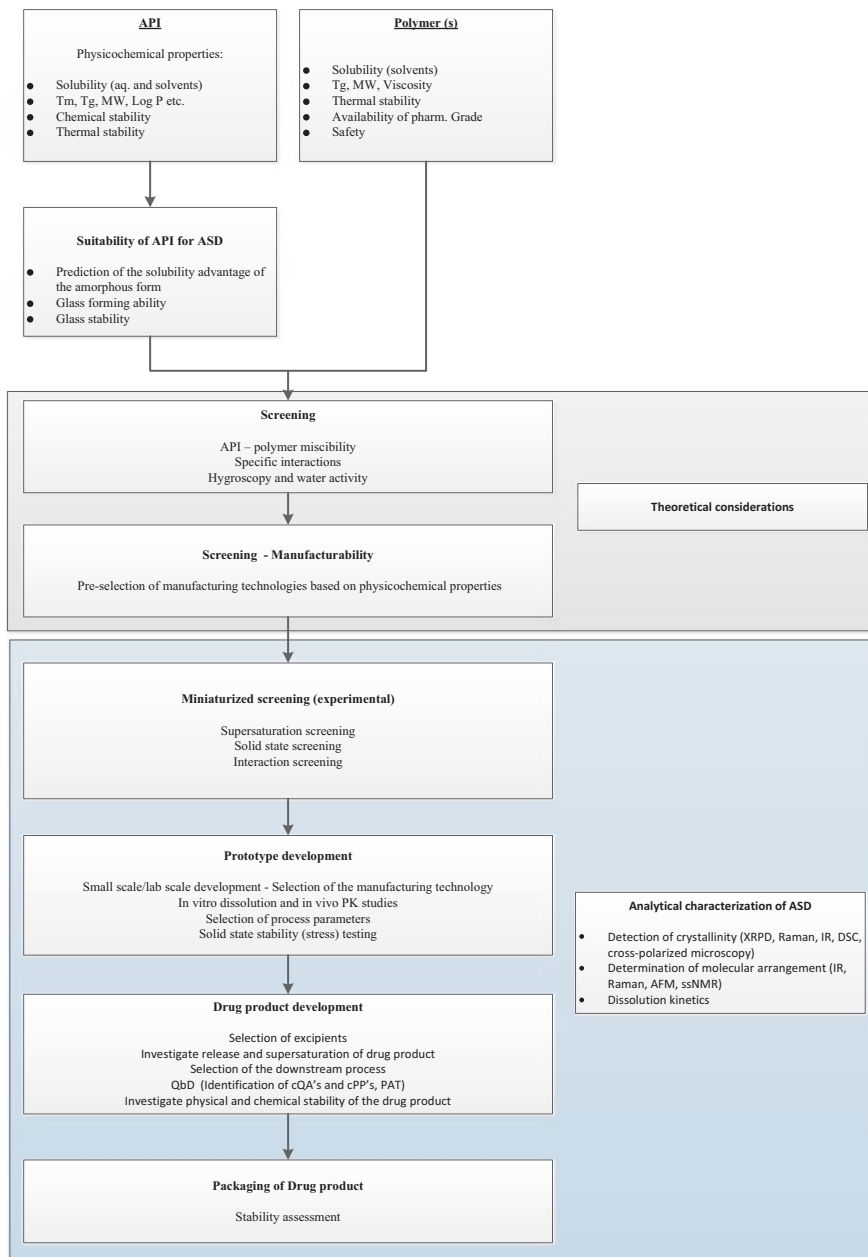 API
Physicochemical properties:
● Solubility (aq. and solvents)
● Tm, Tg, MW, Log P etc.
● Chemical stability
● Thermal stability
Polymer (s)
● Solubility (solvents)
● Tg, MW, Viscosity
● Thermal stability
● Availability of pharm. Grade
● Safety
Suitability of API for ASD
● Prediction of the solubility advantage of
the amorphous form
● Glass forming ability
● Glass stability
Screening
API – polymer miscibility
Specific interactions
Hygroscopy and water activity
Theoretical considerations
Screening - Manufacturability
Pre-selection of manufacturing technologies based on physicochemical properties
Miniaturized screening (experimental)
Supersaturation screening
Solid state screening
Interaction screening
Prototype development
Small scale/lab scale development - Selection of the manufacturing technology
In vitro dissolution and in vivo PK studies
Selection of process parameters
Solid state stability (stress) testing
Analytical characterization of ASD
• Detection of crystallinity (XRPD, Raman, IR, DSC,
cross-polarized microscopy)
• Determination of molecular arrangement (IR,
Raman, AFM, ssNMR)
• Dissolution kinetics
Drug product development
Selection of excipients
Investigate release and supersaturation of drug product
Selection of the downstream process
QbD (Identification of cQA's and cPP's, PAT)
Investigate physical and chemical stability of the drug product
Packaging of Drug product
Stability assessment